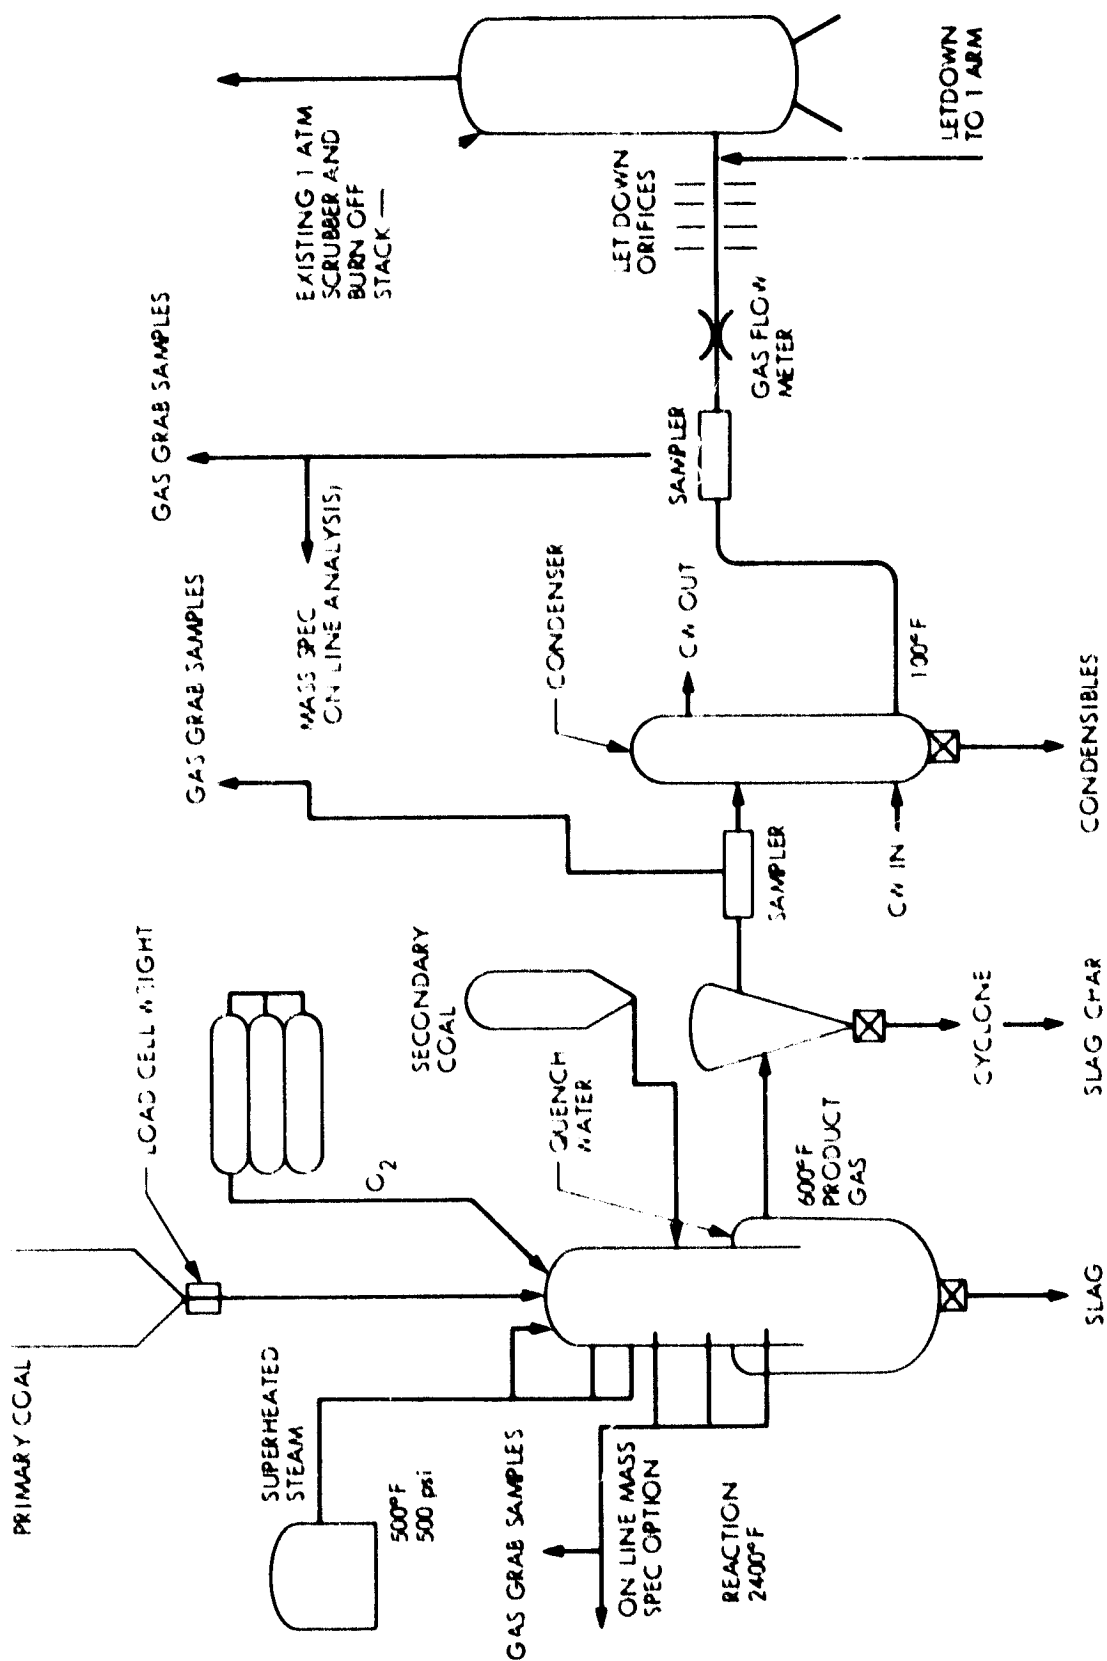 PRIMARY COAL
LOAD CELL WEIGHT
SUPERHEATED
STEAM
500°F
500 psi
O2
GAS GRAB SAMPLES
ON LINE MASS
SPEC OPTION
REACTION
2400°F
SECONDARY
COAL
QUENCH
WATER
600°F
PRODUCT
GAS
SLAG
CYCLONE
SLAG CHAR
SAMPLER
GAS GRAB SAMPLES
CONDENSER
CW OUT
CW IN
100°F
CONDENSIBLES
GAS GRAB SAMPLES
MASS SPEC
ON LINE ANALYSIS)
SAMPLER
GAS FLOW
METER
LET DOWN
ORIFICES
EXISTING 1 ATM
SCRUBBER AND
BURN OFF
STACK —
LETDOWN
TO 1 ARM